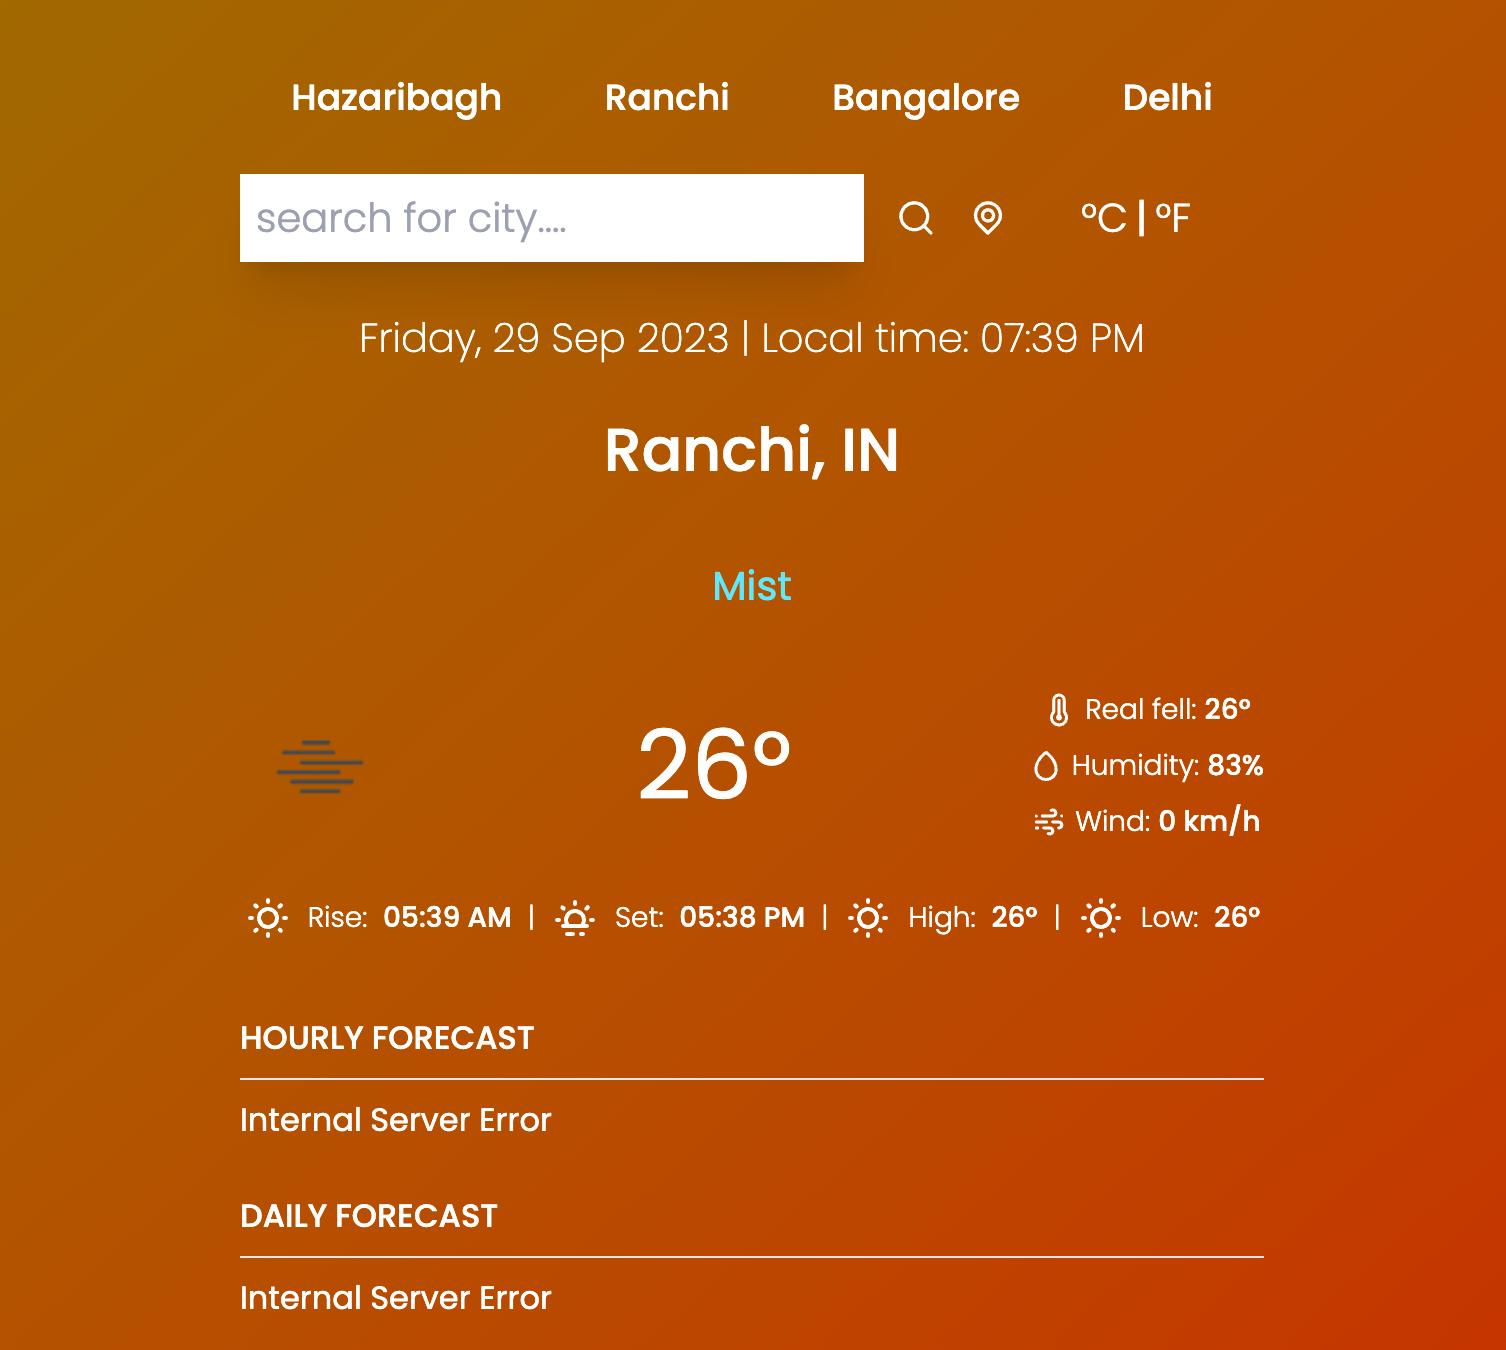 Hazaribagh Ranchi Bangalore Delhi
search for city....
°C | °F
Friday, 29 Sep 2023 | Local time: 07:39 PM
Ranchi, IN
Mist
26°
Real fell: 26°
Humidity: 83%
Wind: 0 km/h
Rise: 05:39 AM | Set: 05:38 PM | High: 26° | Low: 26°
HOURLY FORECAST
Internal Server Error
DAILY FORECAST
Internal Server Error